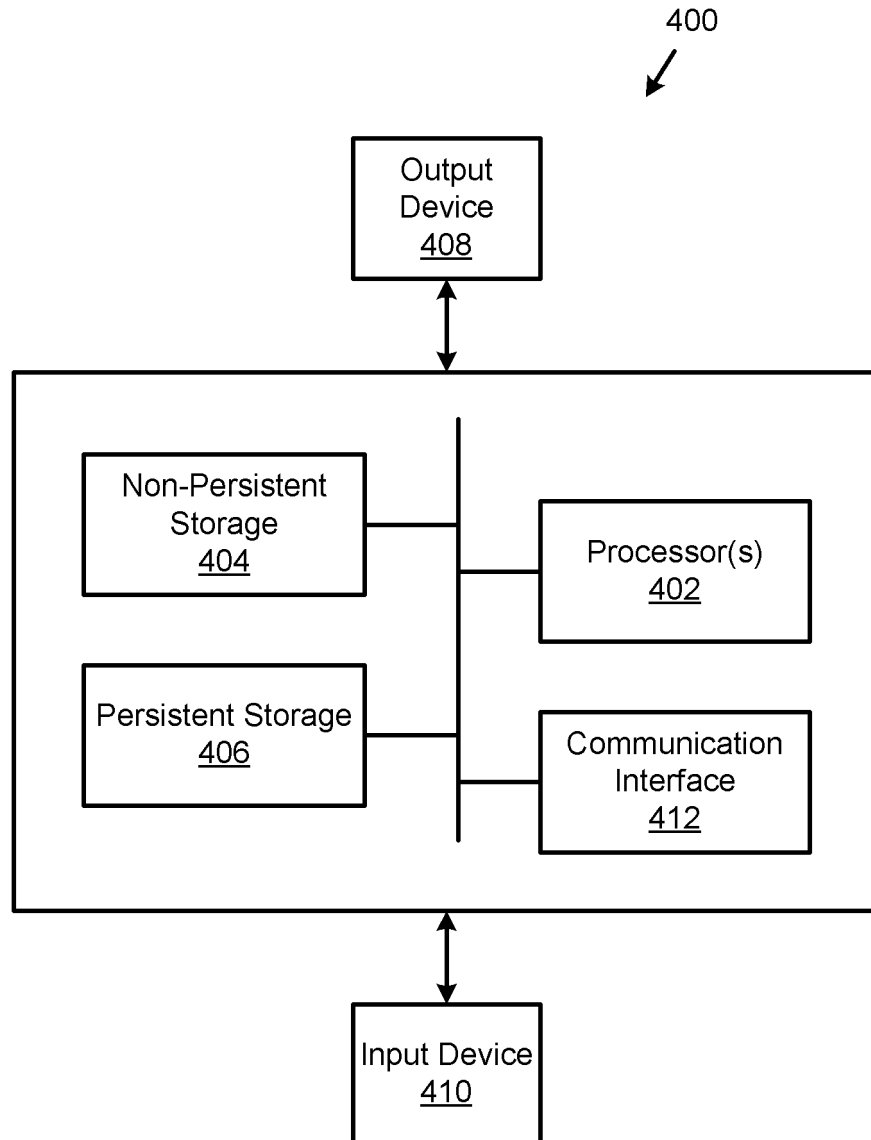 400
Output
Device
408
Non-Persistent
Storage
404
Processor(s)
402
Persistent Storage
406
Communication
Interface
412
Input Device
410